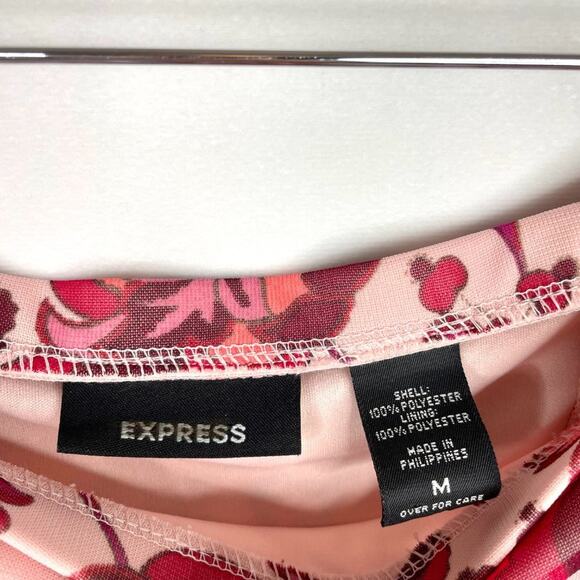 EXPRESS
SHELL:
100% POLYESTER
LINING:
100% POLYESTER
MADE IN
PHILIPPINES
M
OVER FOR CARE